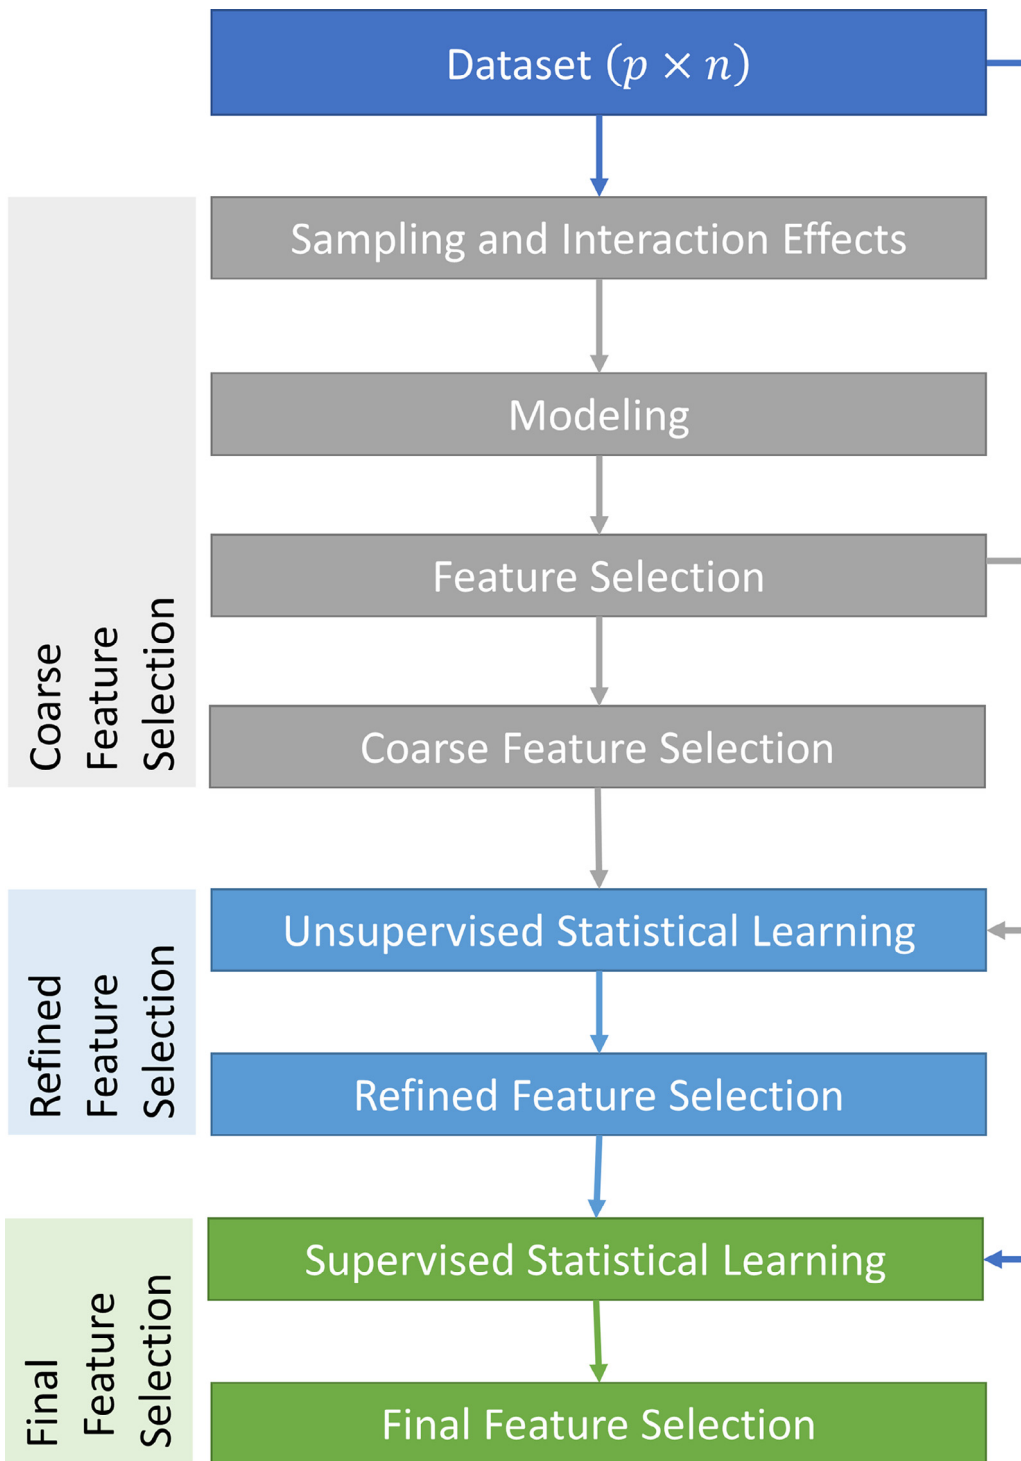 Dataset (p × n)
Sampling and Interaction Effects
Modeling
Feature Selection
Coarse Feature Selection
Coarse
Feature
Selection
Unsupervised Statistical Learning
Refined Feature Selection
Refined
Feature
Selection
Supervised Statistical Learning
Final Feature Selection
Final
Feature
Selection